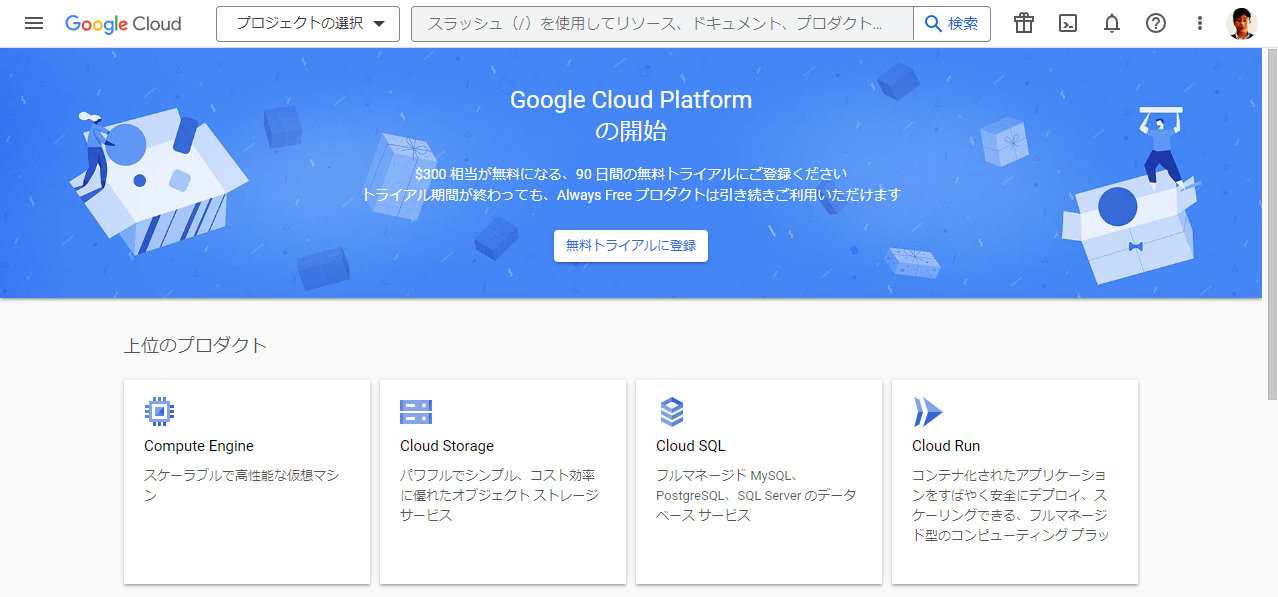 Google Cloud
プロジェクトの選択
スラッシュ（/）を使用してリソース、ドキュメント、プロダクト...
検索
Google Cloud Platform
の開始
$300 相当が無料になる、90 日間の無料トライアルにご登録ください
トライアル期間が終わっても、Always Free プロダクトは引き続きご利用いただけます
無料トライアルに登録
上位のプロダクト
Compute Engine
スケーラブルで高性能な仮想マシ
ン
Cloud Storage
パワフルでシンプル、コスト効率
に優れたオブジェクト ストレージ
サービス
Cloud SQL
フルマネージド MySQL、
PostgreSQL、SQL Server のデータ
ベース サービス
Cloud Run
コンテナ化されたアプリケーショ
ンをすばやく安全にデプロイ、ス
ケーリングできる、フルマネージ
ド型のコンピューティング プラッ